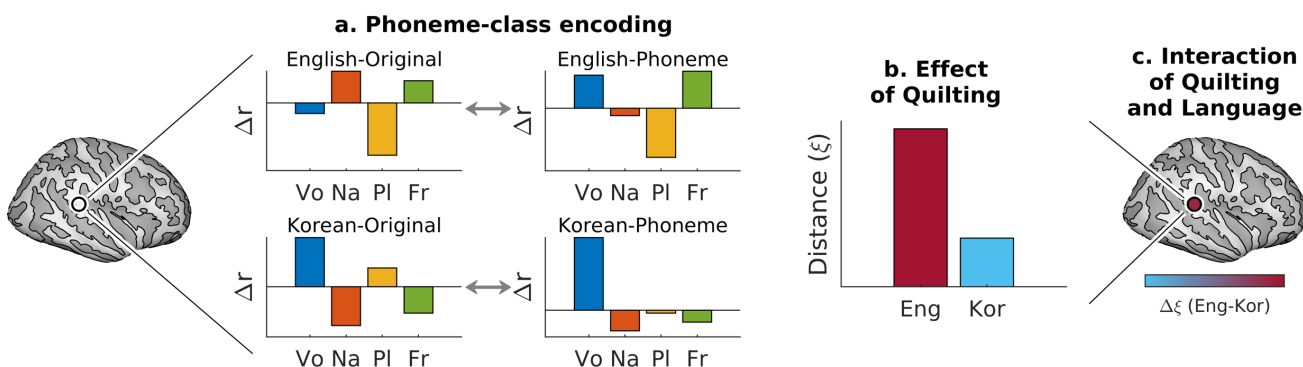 a. Phoneme-class encoding
English-Original
English-Phoneme
Δr
Δr
Vo Na Pl Fr
Vo Na Pl Fr
Korean-Original
Korean-Phoneme
Δr
Δr
Vo Na Pl Fr
Vo Na Pl Fr
b. Effect
of Quilting
Distance (ξ)
Eng Kor
c. Interaction
of Quilting
and Language
Δξ (Eng-Kor)